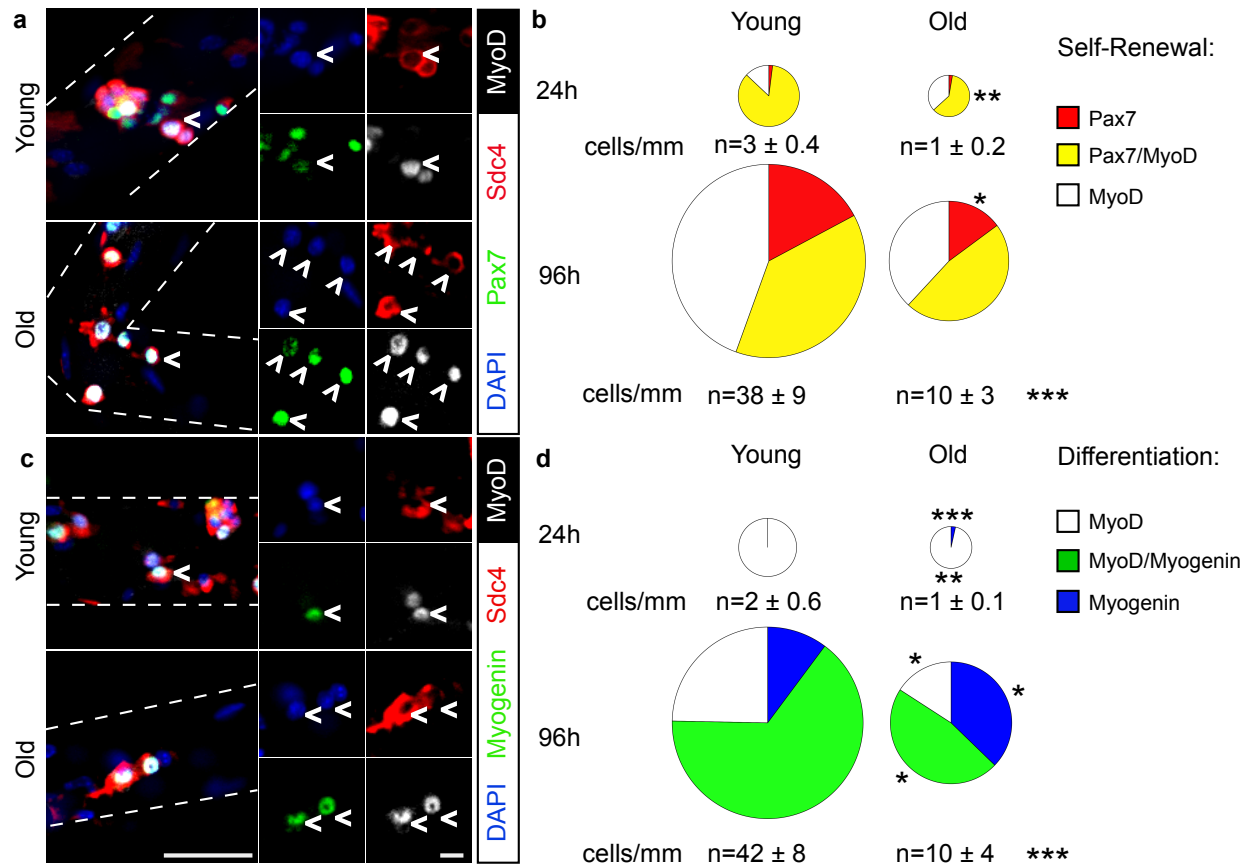 a
Young
Old
MyoD
Sdc4
Pax7
DAPI
b
Young
Old
Self-Renewal:
24h
**
Pax7
Pax7/MyoD
MyoD
cells/mm
n=3 ± 0.4
n=1 ± 0.2
96h
*
cells/mm
n=38 ± 9
n=10 ± 3
***
c
Young
Old
MyoD
Sdc4
Myogenin
DAPI
d
Young
Old
Differentiation:
24h
***
**
MyoD
MyoD/Myogenin
Myogenin
cells/mm
n=2 ± 0.6
n=1 ± 0.1
96h
*
*
*
cells/mm
n=42 ± 8
n=10 ± 4
***